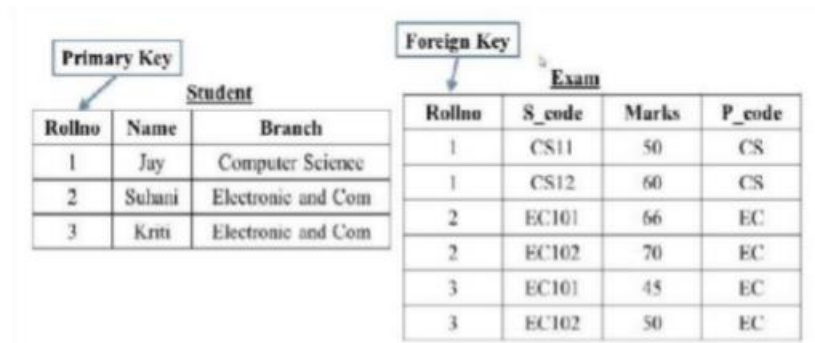 Primary Key
Student
Rollno Name Branch
1 Jay Computer Science
2 Suhani Electronic and Com
3 Kriti Electronic and Com
Foreign Key
Exam
Rollno S_code Marks P_code
1 CS11 50 CS
1 CS12 60 CS
2 EC101 66 EC
2 EC102 70 EC
3 EC101 45 EC
3 EC102 50 EC